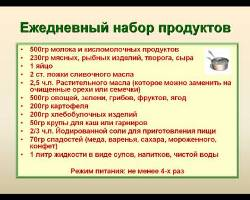 Ежедневный набор продуктов
500гр молока и кисломолочных продуктов
230гр мясных, рыбных изделий, творога, сыра
1 яйцо
2 ст. ложки сливочного масла
2,5 ч.л. Растительного масла (которое можно заменить на
очищенные орехи или семечки)
500гр овощей, зелени, грибов, фруктов, ягод
200гр картофеля
200гр хлебобулочных изделий
50гр крупы для каш или гарниров
2/3 ч.л. Йодированной соли для приготовления пищи
70гр сладостей (меда, варенья, сахара, мороженного,
конфет)
1 литр жидкости в виде супов, напитков, чистой воды
Режим питания: не менее 4-х раз